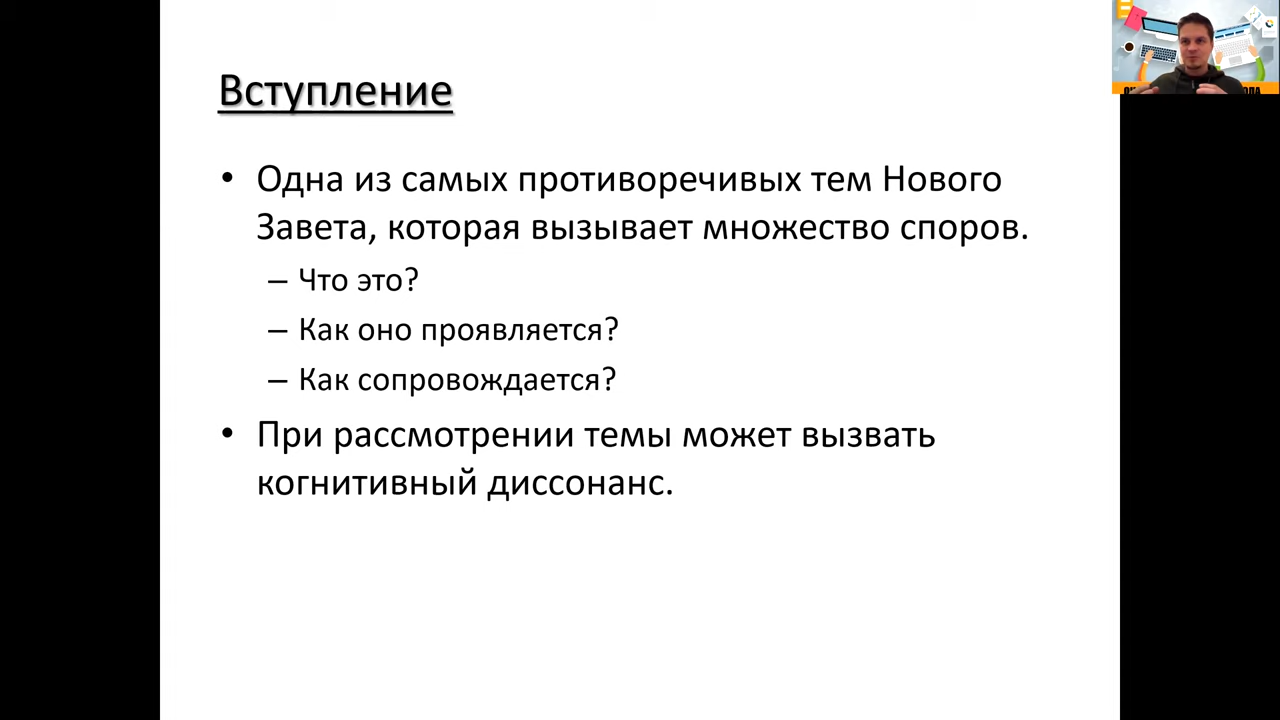 Вступление
• Одна из самых противоречивых тем Нового
Завета, которая вызывает множество споров.
– Что это?
– Как оно проявляется?
– Как сопровождается?
• При рассмотрении темы может вызвать
когнитивный диссонанс.